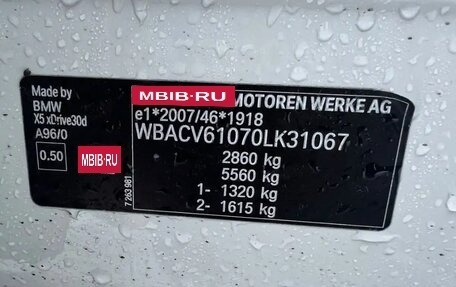 Made by
BMW
X5 xDrive30d
A96/0
0.50
MBIB.RU
MBIB.RU MOTOREN WERKE AG
e1*2007/46*1918
WBACV61070LK31067
2860 kg
5560 kg
1- 1320 kg
2- 1615 kg
7 263 981